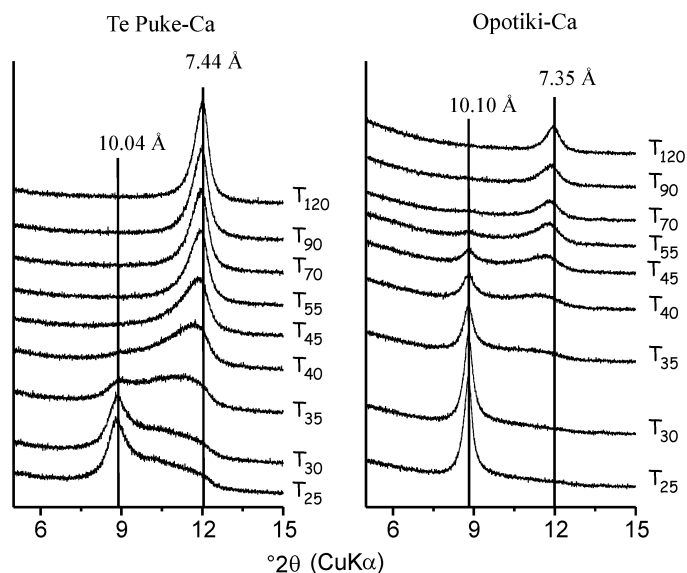 Te Puke-Ca
Opotiki-Ca
7.44 Å
7.35 Å
10.04 Å
10.10 Å
T120
T90
T70
T55
T45
T40
T35
T30
T25
T120
T90
T70
T55
T45
T40
T35
T30
T25
6 9 12 15
6 9 12 15
°2θ (CuKα)